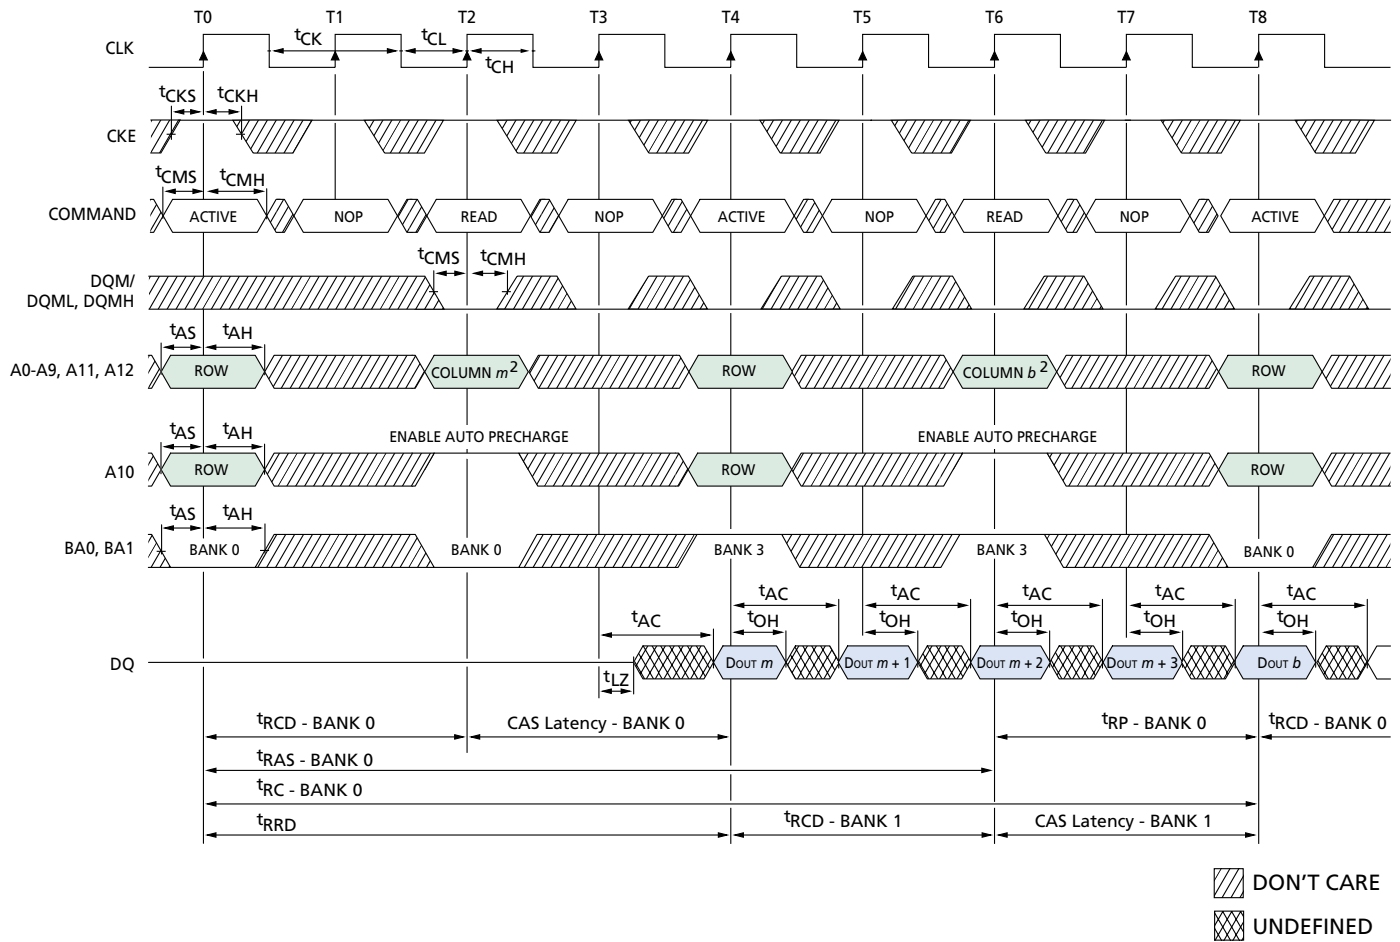 T0 T1 T2 T3 T4 T5 T6 T7 T8
CLK
tCK tCL tCH
tCKS tCKH
CKE
tCMS tCMH
COMMAND ACTIVE NOP READ NOP ACTIVE NOP READ NOP ACTIVE
tCMS tCMH
DQM/
DQML, DQMH
tAS tAH
A0-A9, A11, A12 ROW COLUMN m2 ROW COLUMN b 2 ROW
tAS tAH ENABLE AUTO PRECHARGE ENABLE AUTO PRECHARGE
A10 ROW ROW ROW
tAS tAH
BA0, BA1 BANK 0 BANK 0 BANK 3 BANK 3 BANK 0
tAC tAC tAC tAC tAC tAC
tOH tOH tOH tOH tOH
DQ DOUT m DOUT m + 1 DOUT m + 2 DOUT m + 3 DOUT b
tLZ
tRCD - BANK 0 CAS Latency - BANK 0 tRP - BANK 0 tRCD - BANK 0
tRAS - BANK 0
tRC - BANK 0
tRRD tRCD - BANK 1 CAS Latency - BANK 1
DON'T CARE
UNDEFINED